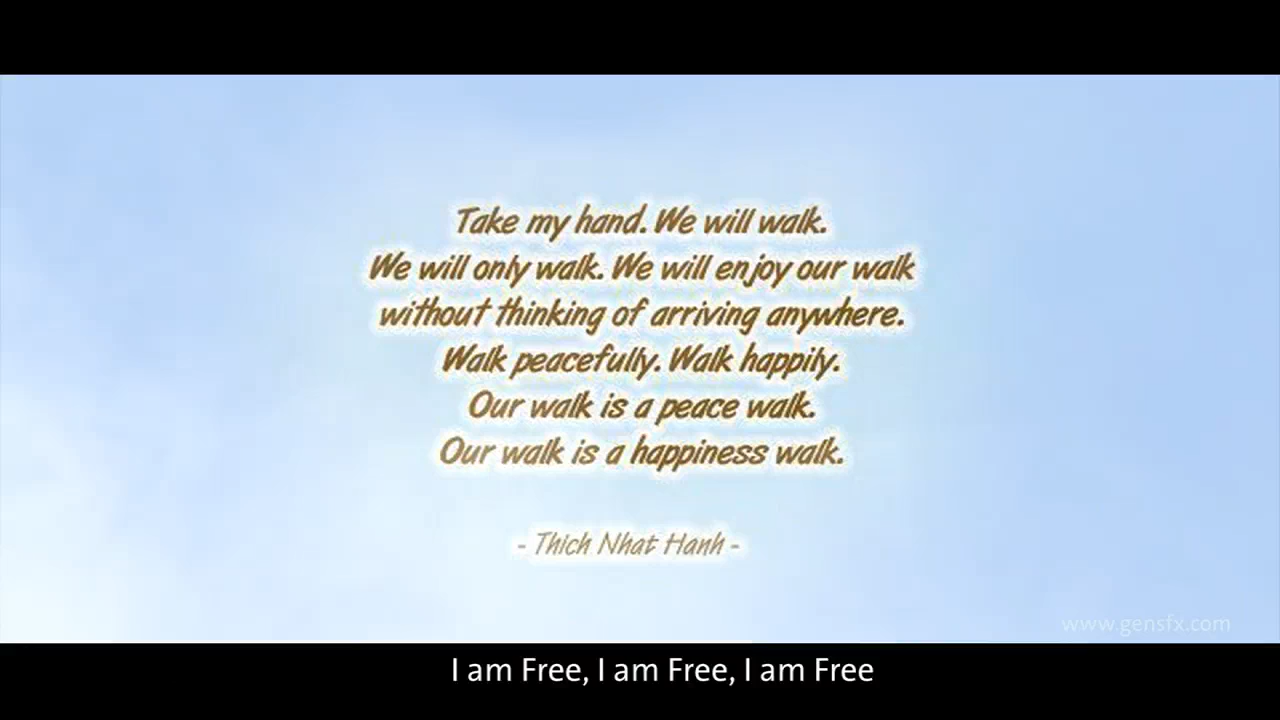 Take my hand. We will walk.
We will only walk. We will enjoy our walk
without thinking of arriving anywhere.
Walk peacefully. Walk happily.
Our walk is a peace walk.
Our walk is a happiness walk.
- Thich Nhat Hanh -
www.gensfx.com
I am Free, I am Free, I am Free